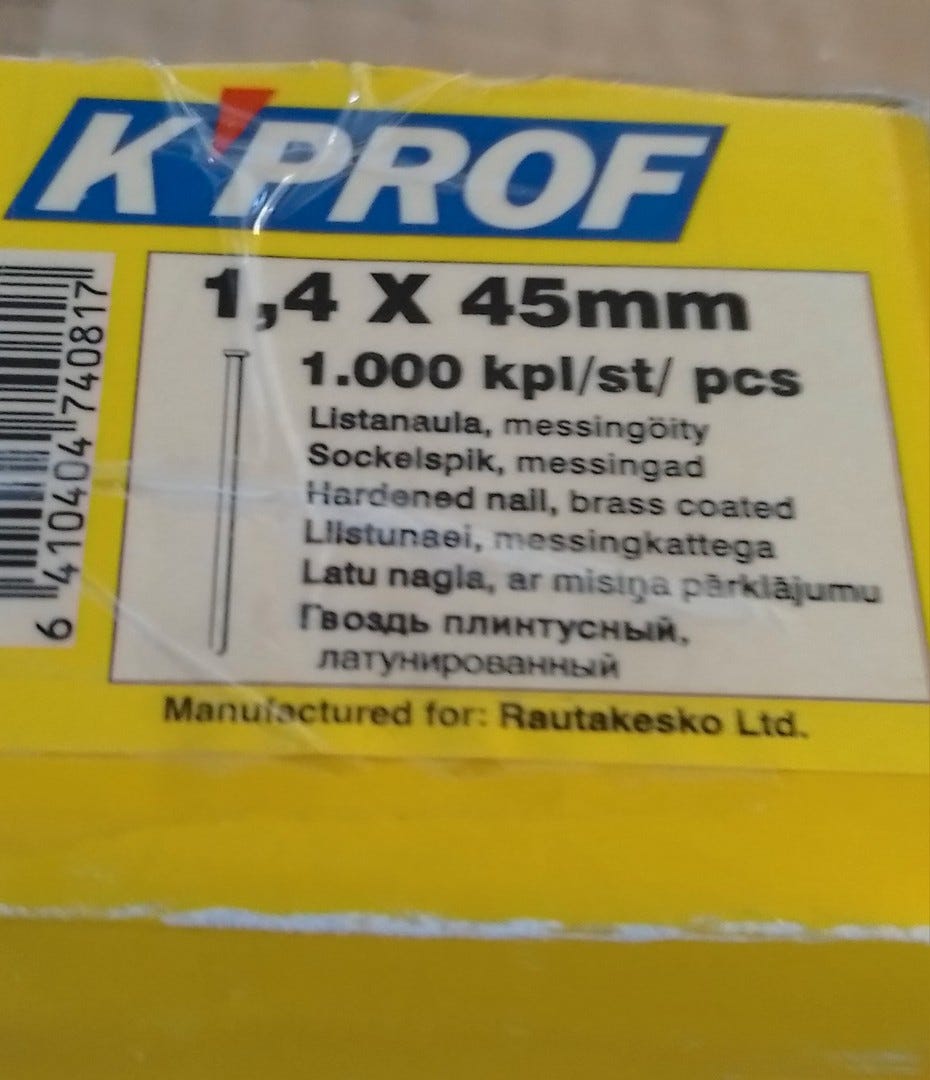 K'PROF
1,4 X 45mm
1.000 kpl/st/ pcs
Listanaula, messingöity
Sockelspik, messingad
Hardened nail, brass coated
Liistunaei, messingkattega
Latu nagla, ar misiņa pārklājumu
Гвоздь плинтусный,
латунированный
Manufactured for: Rautakesko Ltd.
6 410404 740817